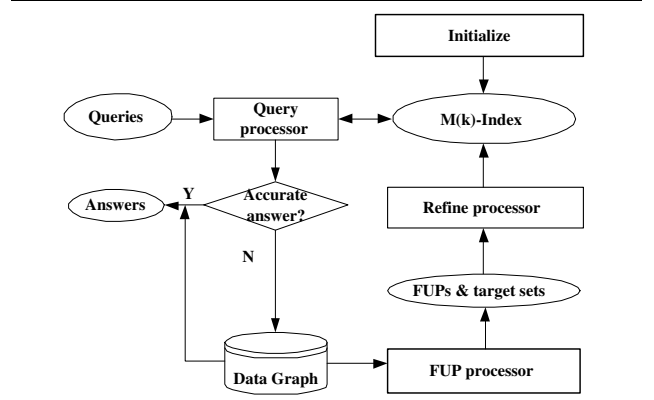 Initialize
Queries
Query
processor
M(k)-Index
Y
Answers
Accurate
answer?
Refine processor
N
FUPs & target sets
Data Graph
FUP processor